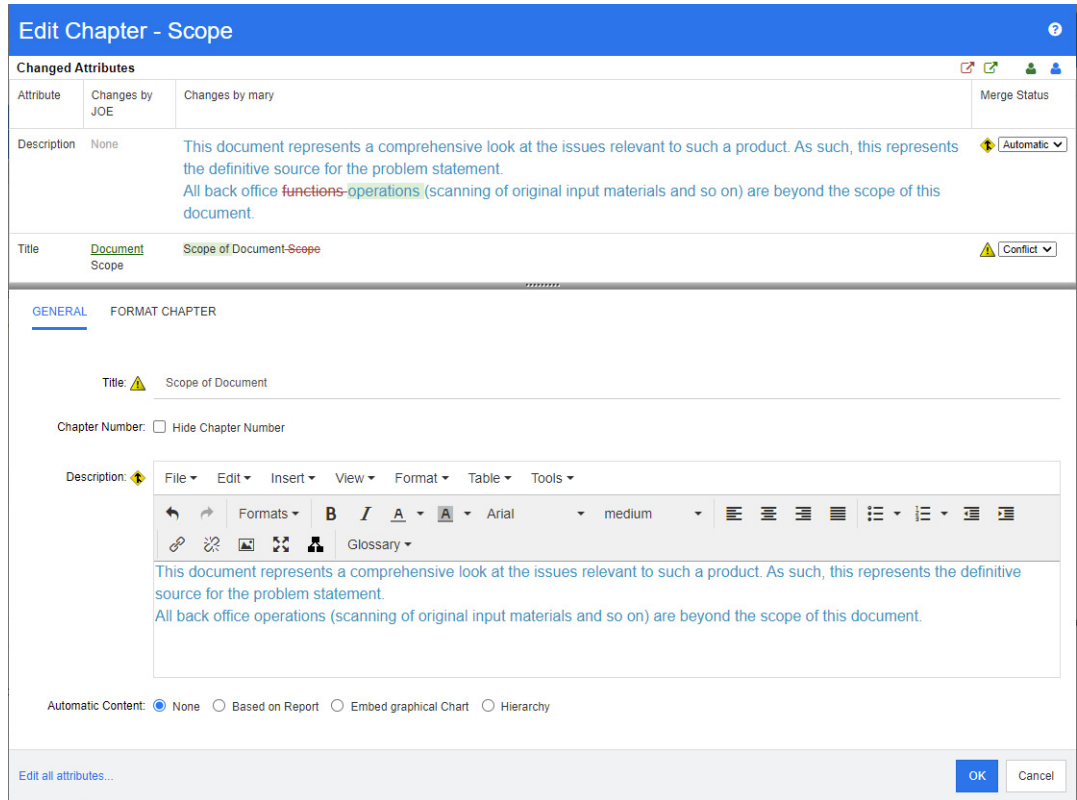 Edit Chapter - Scope
?
Changed Attributes
Attribute
Changes by
JOE
Changes by mary
Merge Status
Description
None
This document represents a comprehensive look at the issues relevant to such a product. As such, this represents
the definitive source for the problem statement.
All back office functions operations (scanning of original input materials and so on) are beyond the scope of this
document.
Automatic
Title
Document
Scope
Scope of Document Scope
Conflict
GENERAL
FORMAT CHAPTER
Title:
Scope of Document
Chapter Number:
Hide Chapter Number
Description:
File
Edit
Insert
View
Format
Table
Tools
Formats
B
I
A
A
Arial
medium
Glossary
This document represents a comprehensive look at the issues relevant to such a product. As such, this represents the definitive
source for the problem statement.
All back office operations (scanning of original input materials and so on) are beyond the scope of this document.
Automatic Content:
None
Based on Report
Embed graphical Chart
Hierarchy
Edit all attributes...
OK
Cancel